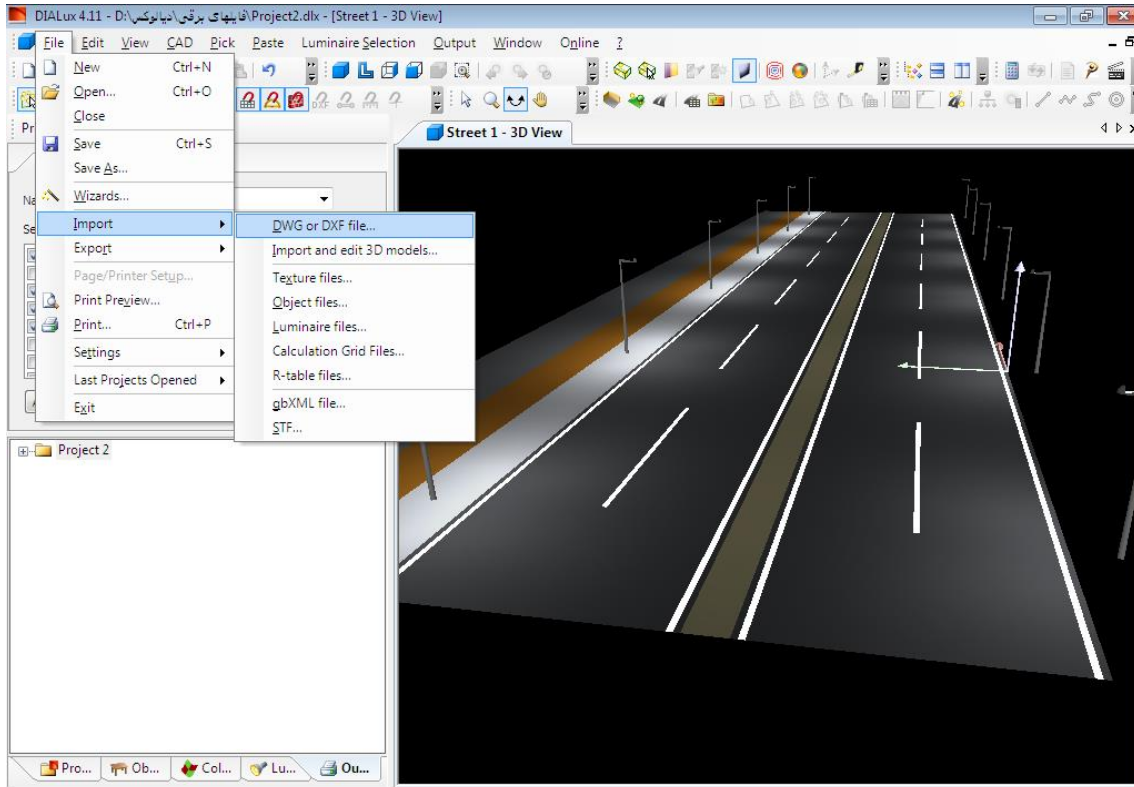 DIALux 4.11 - D:\فایلهای برقی\دیالوکس\Project2.dlx - [Street 1 - 3D View]
File Edit View CAD Pick Paste Luminaire Selection Output Window Online ?
New Ctrl+N
Open... Ctrl+O
Close
Save Ctrl+S
Save As...
Wizards...
Import
Export
Page/Printer Setup...
Print Preview...
Print... Ctrl+P
Settings
Last Projects Opened
Exit
DWG or DXF file...
Import and edit 3D models...
Texture files...
Object files...
Luminaire files...
Calculation Grid Files...
R-table files...
gbXML file...
STF...
Street 1 - 3D View
Project 2
Pro... Ob... Col... Lu... Ou...